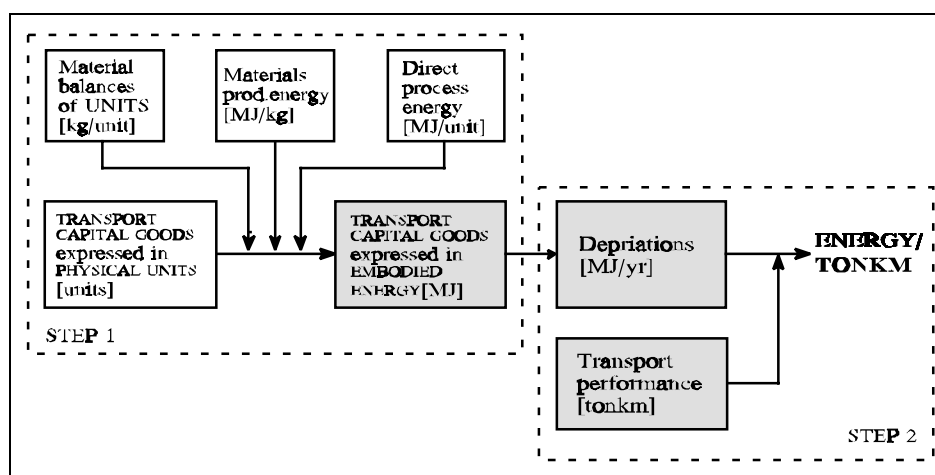 Material
balances
of UNITS
[kg/unit]
Materials
prod.energy
[MJ/kg]
Direct
process
energy
[MJ/unit]
TRANSPORT
CAPITAL GOODS
expressed in
PHYSICAL UNITS
[units]
TRANSPORT
CAPITAL GOODS
expressed in
EMBODIED
ENERGY[MJ]
STEP 1
Depriations
[MJ/yr]
ENERGY/
TONKM
Transport
performance
[tonkm]
STEP 2